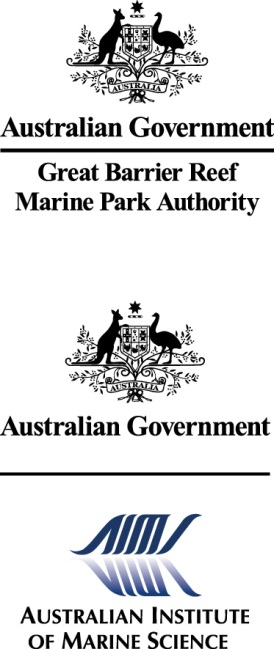 AUSTRALIA
Australian Government
Great Barrier Reef
Marine Park Authority
AUSTRALIA
Australian Government
AIMS
AUSTRALIAN INSTITUTE
OF MARINE SCIENCE